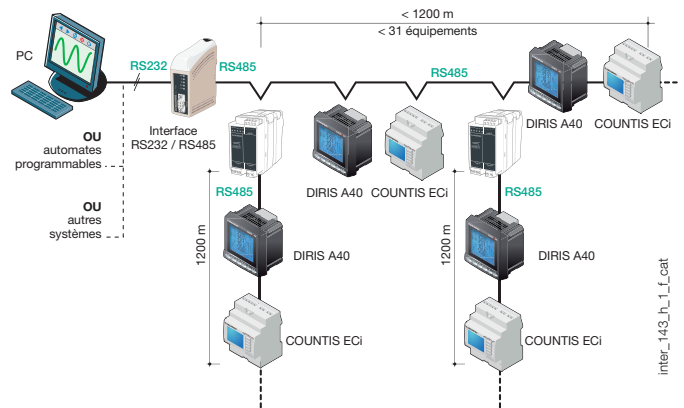 < 1200 m
< 31 équipements
PC
RS232
RS485
RS485
Interface
RS232 / RS485
OU
automates
programmables
OU
autres
systèmes
DIRIS A40
COUNTIS ECi
DIRIS A40
COUNTIS ECi
RS485
1200 m
DIRIS A40
COUNTIS ECi
RS485
1200 m
DIRIS A40
COUNTIS ECi
inter_143_h_1_f_cat